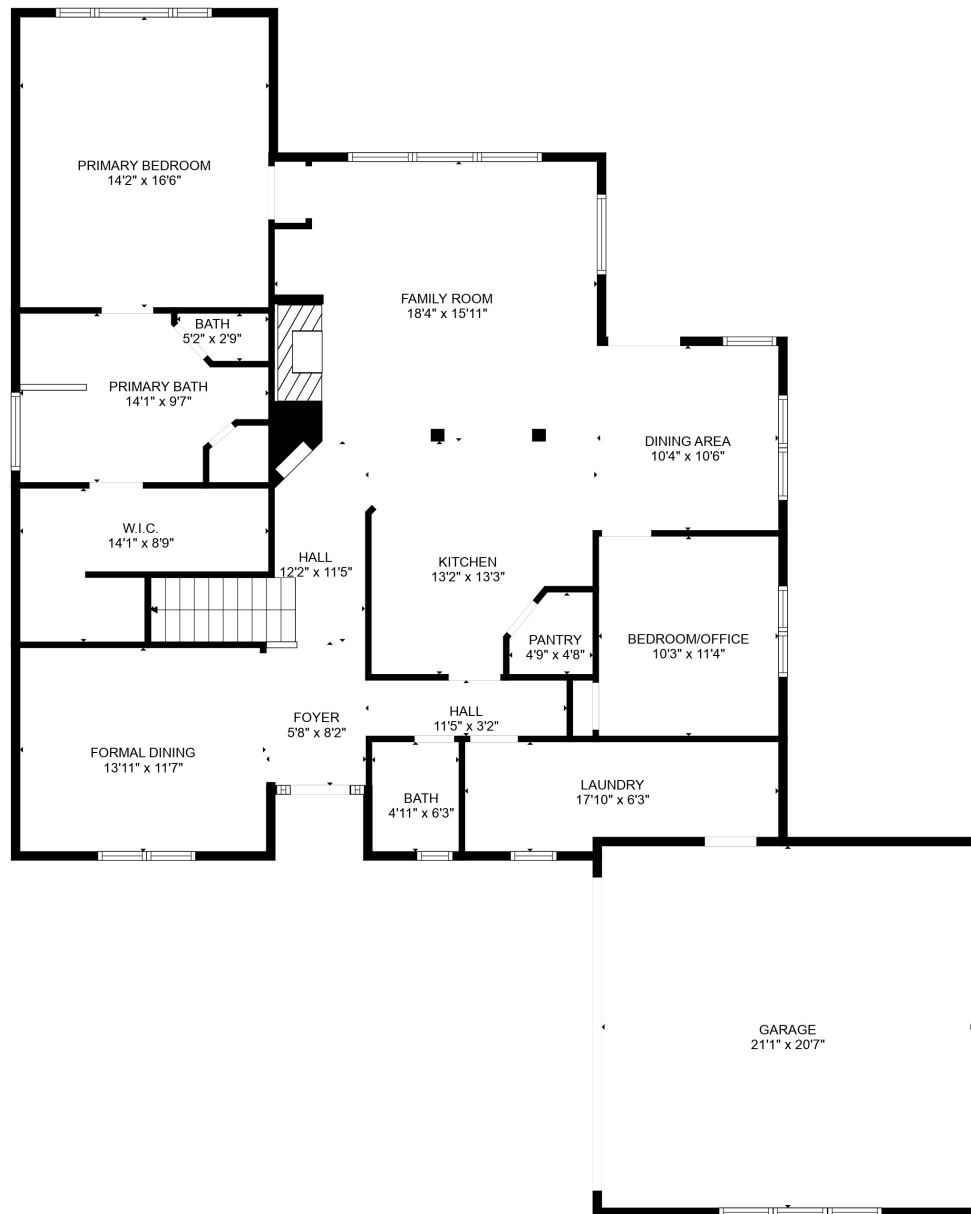 PRIMARY BEDROOM
14'2" x 16'6"
FAMILY ROOM
18'4" x 15'11"
BATH
5'2" x 2'9"
PRIMARY BATH
14'1" x 9'7"
DINING AREA
10'4" x 10'6"
W.I.C.
14'1" x 8'9"
HALL
12'2" x 11'5"
KITCHEN
13'2" x 13'3"
PANTRY
4'9" x 4'8"
BEDROOM/OFFICE
10'3" x 11'4"
FOYER
5'8" x 8'2"
HALL
11'5" x 3'2"
FORMAL DINING
13'11" x 11'7"
BATH
4'11" x 6'3"
LAUNDRY
17'10" x 6'3"
GARAGE
21'1" x 20'7"